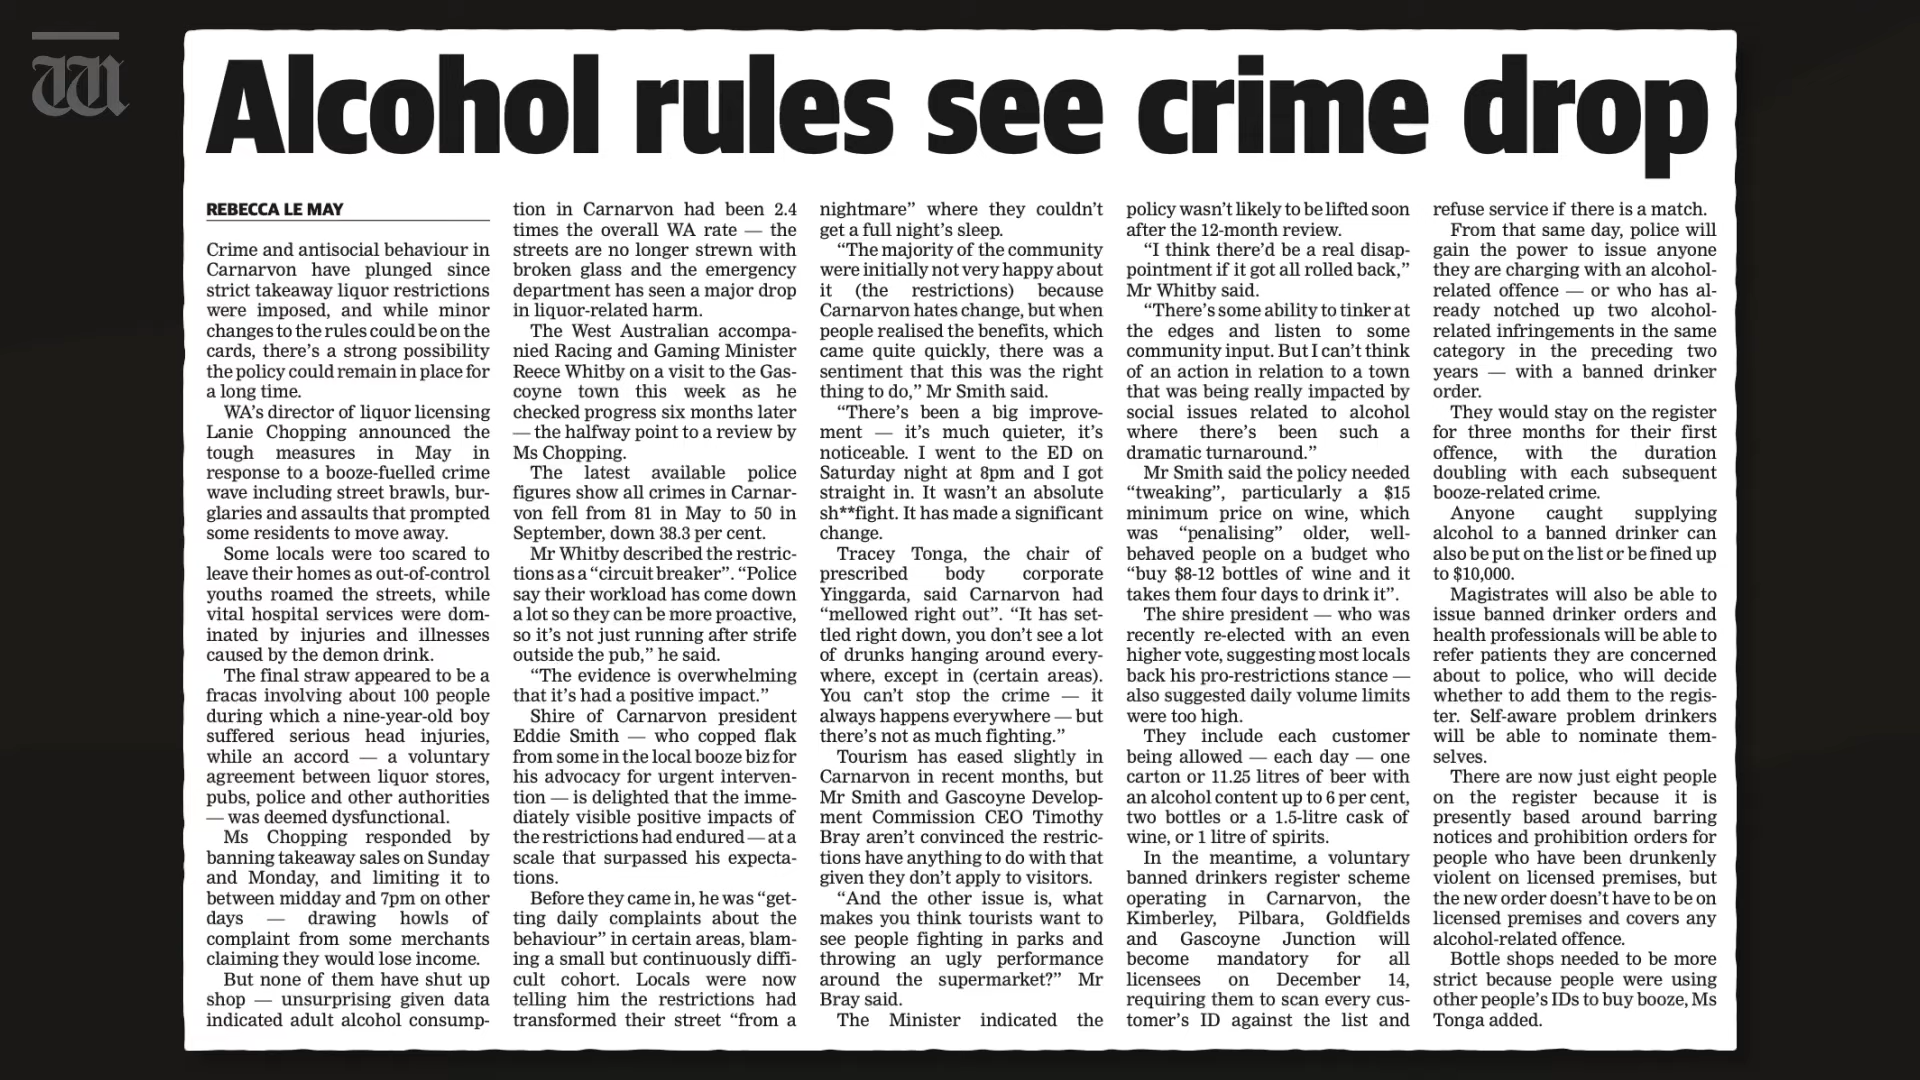 Alcohol rules see crime drop
REBECCA LE MAY
Crime and antisocial behaviour in
Carnarvon have plunged since
strict takeaway liquor restrictions
were imposed, and while minor
changes to the rules could be on the
cards, there's a strong possibility
the policy could remain in place for
a long time.
WA's director of liquor licensing
Lanie Chopping announced the
tough measures in May in
response to a booze-fuelled crime
wave including street brawls, bur-
glaries and assaults that prompted
some residents to move away.
Some locals were too scared to
leave their homes as out-of-control
youths roamed the streets, while
vital hospital services were dom-
inated by injuries and illnesses
caused by the demon drink.
The final straw appeared to be a
fracas involving about 100 people
during which a nine-year-old boy
suffered serious head injuries,
while an accord — a voluntary
agreement between liquor stores,
pubs, police and other authorities
— was deemed dysfunctional.
Ms Chopping responded by
banning takeaway sales on Sunday
and Monday, and limiting it to
between midday and 7pm on other
days — drawing howls of
complaint from some merchants
claiming they would lose income.
But none of them have shut up
shop — unsurprising given data
indicated adult alcohol consump-
tion in Carnarvon had been 2.4
times the overall WA rate — the
streets are no longer strewn with
broken glass and the emergency
department has seen a major drop
in liquor-related harm.
The West Australian accompa-
nied Racing and Gaming Minister
Reece Whitby on a visit to the Gas-
coyne town this week as he
checked progress six months later
— the halfway point to a review by
Ms Chopping.
The latest available police
figures show all crimes in Carnar-
von fell from 81 in May to 50 in
September, down 38.3 per cent.
Mr Whitby described the restric-
tions as a “circuit breaker”. “Police
say their workload has come down
a lot so they can be more proactive,
so it's not just running after strife
outside the pub,” he said.
“The evidence is overwhelming
that it's had a positive impact.”
Shire of Carnarvon president
Eddie Smith — who copped flak
from some in the local booze biz for
his advocacy for urgent interven-
tion — is delighted that the imme-
diately visible positive impacts of
the restrictions had endured — at a
scale that surpassed his expecta-
tions.
Before they came in, he was “get-
ting daily complaints about the
behaviour” in certain areas, blam-
ing a small but continuously diffi-
cult cohort. Locals were now
telling him the restrictions had
transformed their street “from a
nightmare” where they couldn't
get a full night's sleep.
“The majority of the community
were initially not very happy about
it (the restrictions) because
Carnarvon hates change, but when
people realised the benefits, which
came quite quickly, there was a
sentiment that this was the right
thing to do,” Mr Smith said.
“There's been a big improve-
ment — it's much quieter, it's
noticeable. I went to the ED on
Saturday night at 8pm and I got
straight in. It wasn't an absolute
sh**fight. It has made a significant
change.
Tracey Tonga, the chair of
prescribed body corporate
Yinggarda, said Carnarvon had
“mellowed right out”. “It has set-
tled right down, you don't see a lot
of drunks hanging around every-
where, except in (certain areas).
You can't stop the crime — it
always happens everywhere — but
there's not as much fighting.”
Tourism has eased slightly in
Carnarvon in recent months, but
Mr Smith and Gascoyne Develop-
ment Commission CEO Timothy
Bray aren't convinced the restric-
tions have anything to do with that
given they don't apply to visitors.
“And the other issue is, what
makes you think tourists want to
see people fighting in parks and
throwing an ugly performance
around the supermarket?” Mr
Bray said.
The Minister indicated the
policy wasn't likely to be lifted soon
after the 12-month review.
“I think there'd be a real disap-
pointment if it got all rolled back,”
Mr Whitby said.
“There's some ability to tinker at
the edges and listen to some
community input. But I can't think
of an action in relation to a town
that was being really impacted by
social issues related to alcohol
where there's been such a
dramatic turnaround.”
Mr Smith said the policy needed
“tweaking”, particularly a $15
minimum price on wine, which
was “penalising” older, well-
behaved people on a budget who
“buy $8-12 bottles of wine and it
takes them four days to drink it”.
The shire president — who was
recently re-elected with an even
higher vote, suggesting most locals
back his pro-restrictions stance —
also suggested daily volume limits
were too high.
They include each customer
being allowed — each day — one
carton or 11.25 litres of beer with
an alcohol content up to 6 per cent,
two bottles or a 1.5-litre cask of
wine, or 1 litre of spirits.
In the meantime, a voluntary
banned drinkers register scheme
operating in Carnarvon, the
Kimberley, Pilbara, Goldfields
and Gascoyne Junction will
become mandatory for all
licensees on December 14,
requiring them to scan every cus-
tomer's ID against the list and
refuse service if there is a match.
From that same day, police will
gain the power to issue anyone
they are charging with an alcohol-
related offence — or who has al-
ready notched up two alcohol-
related infringements in the same
category in the preceding two
years — with a banned drinker
order.
They would stay on the register
for three months for their first
offence, with the duration
doubling with each subsequent
booze-related crime.
Anyone caught supplying
alcohol to a banned drinker can
also be put on the list or be fined up
to $10,000.
Magistrates will also be able to
issue banned drinker orders and
health professionals will be able to
refer patients they are concerned
about to police, who will decide
whether to add them to the regis-
ter. Self-aware problem drinkers
will be able to nominate them-
selves.
There are now just eight people
on the register because it is
presently based around barring
notices and prohibition orders for
people who have been drunkenly
violent on licensed premises, but
the new order doesn't have to be on
licensed premises and covers any
alcohol-related offence.
Bottle shops needed to be more
strict because people were using
other people's IDs to buy booze, Ms
Tonga added.